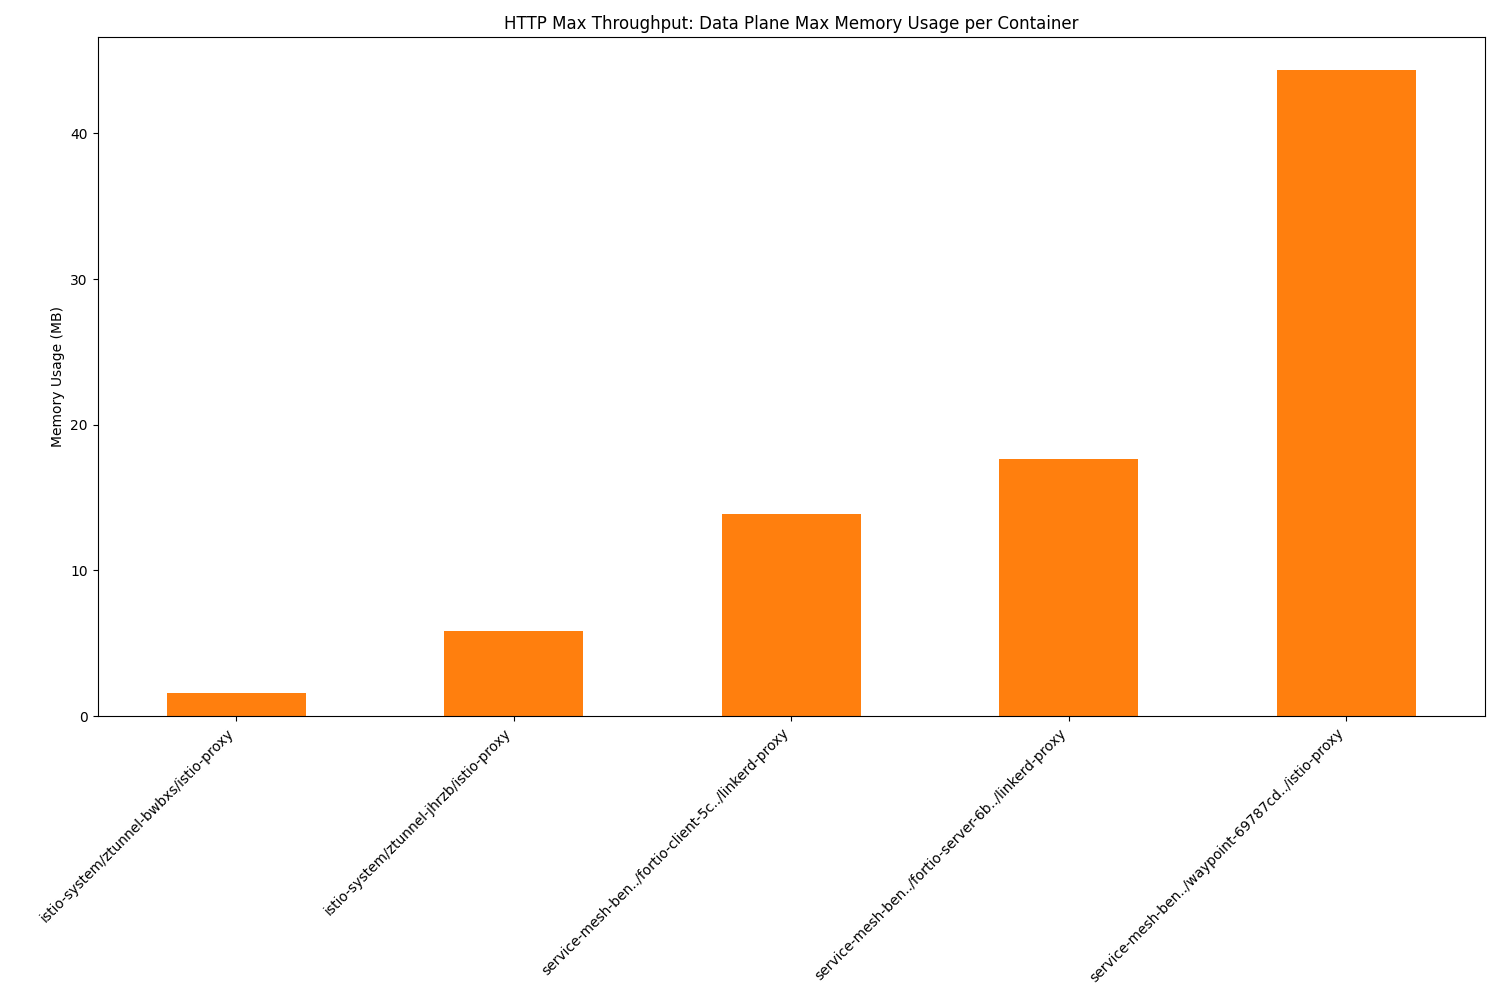 HTTP Max Throughput: Data Plane Max Memory Usage per Container
Memory Usage (MB)
40
30
20
10
0
istio-system/ztunnel-bwbxs/istio-proxy
istio-system/ztunnel-jhrzb/istio-proxy
service-mesh-ben../fortio-client-5c../linkerd-proxy
service-mesh-ben../fortio-server-6b../linkerd-proxy
service-mesh-ben../waypoint-69787cd../istio-proxy